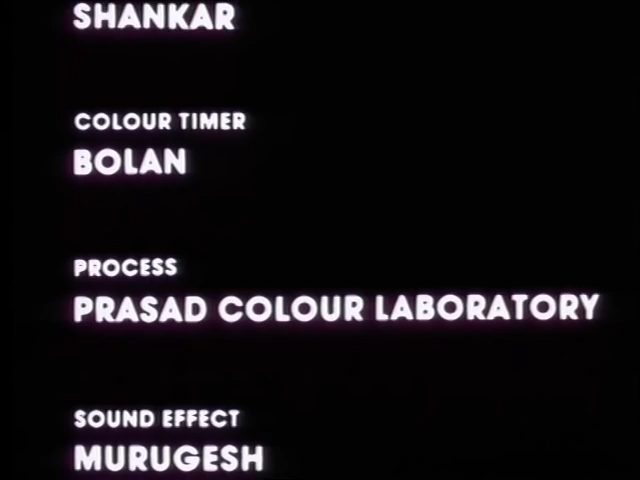 SHANKAR
COLOUR TIMER
BOLAN
PROCESS
PRASAD COLOUR LABORATORY
SOUND EFFECT
MURUGESH